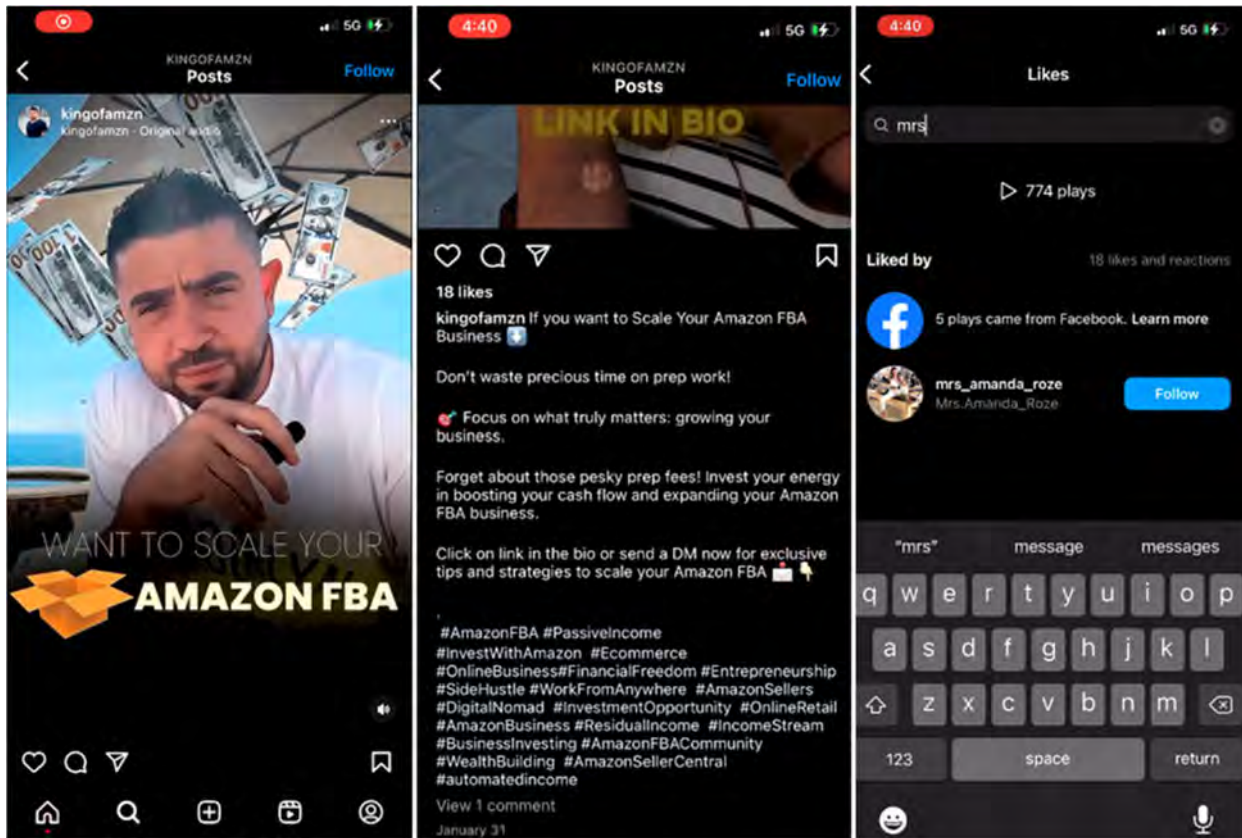 5G
KINGOFAMZN
Posts
Follow
kingofamzn
kingofamzn · Original audio
100
WANT TO SCALE YOUR
AMAZON FBA
4:40
5G
KINGOFAMZN
Posts
Follow
LINK IN BIO
18 likes
kingofamzn If you want to Scale Your Amazon FBA
Business
Don't waste precious time on prep work!
Focus on what truly matters: growing your
business.
Forget about those pesky prep fees! Invest your energy
in boosting your cash flow and expanding your Amazon
FBA business.
Click on link in the bio or send a DM now for exclusive
tips and strategies to scale your Amazon FBA
.
#AmazonFBA #PassiveIncome
#InvestWithAmazon #Ecommerce
#OnlineBusiness#FinancialFreedom #Entrepreneurship
#SideHustle #WorkFromAnywhere #AmazonSellers
#DigitalNomad #InvestmentOpportunity #OnlineRetail
#AmazonBusiness #ResidualIncome #IncomeStream
#BusinessInvesting #AmazonFBACommunity
#WealthBuilding #AmazonSellerCentral
#automatedincome
View 1 comment
January 31
4:40
5G
Likes
mrs
774 plays
Liked by
18 likes and reactions
5 plays came from Facebook. Learn more
mrs_amanda_roze
Mrs.Amanda_Roze
Follow
"mrs"
message
messages
q w e r t y u i o p
a s d f g h j k l
z x c v b n m
123
space
return